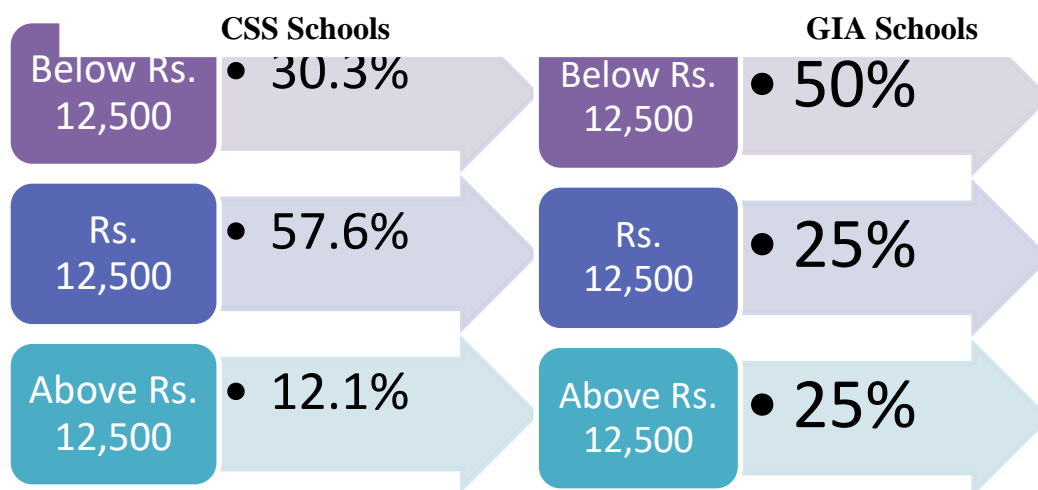 CSS Schools
Below Rs.
12,500
• 30.3%
Rs.
12,500
• 57.6%
Above Rs.
12,500
• 12.1%
GIA Schools
Below Rs.
12,500
• 50%
Rs.
12,500
• 25%
Above Rs.
12,500
• 25%